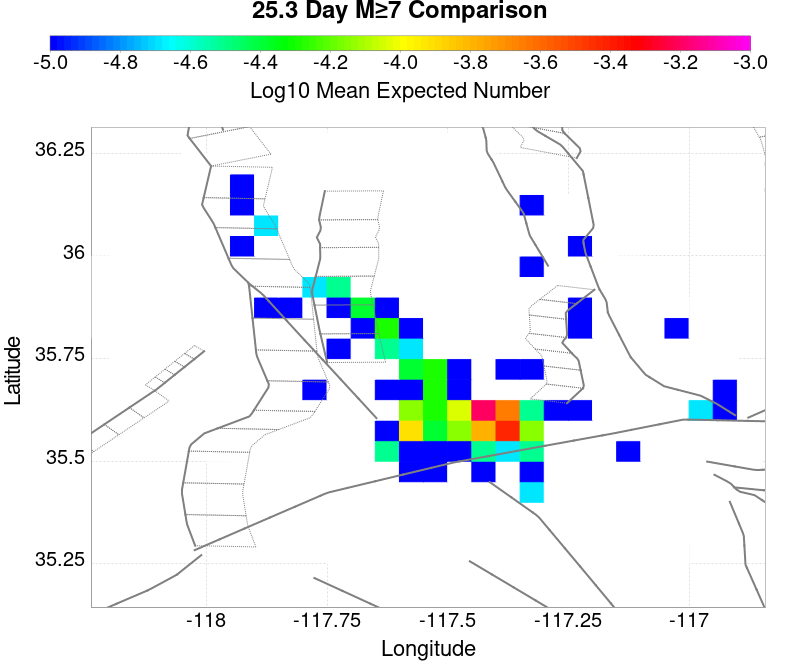 25.3 Day M≥7 Comparison
-5.0 -4.8 -4.6 -4.4 -4.2 -4.0 -3.8 -3.6 -3.4 -3.2 -3.0
Log10 Mean Expected Number
36.25
36
35.75
35.5
35.25
Latitude
-118 -117.75 -117.5 -117.25 -117
Longitude